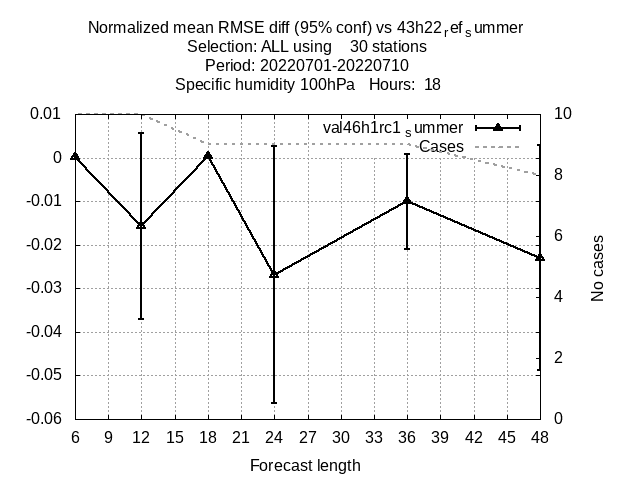 Normalized mean RMSE diff (95% conf) vs 43h22refsummer
Selection: ALL using 30 stations
Period: 20220701-20220710
Specific humidity 100hPa Hours: 18
val46h1rc1summer
Cases
0.01
0
-0.01
-0.02
-0.03
-0.04
-0.05
-0.06
10
8
6
4
2
0
No cases
6 9 12 15 18 21 24 27 30 33 36 39 42 45 48
Forecast length